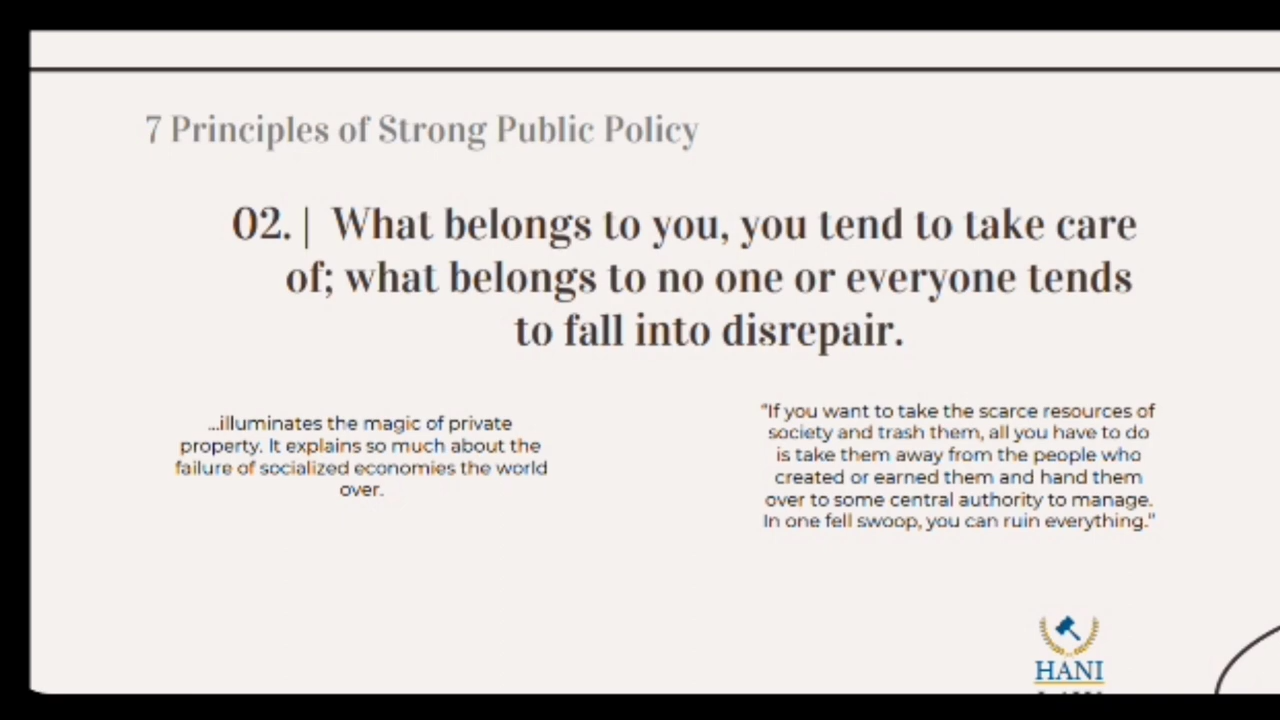 7 Principles of Strong Public Policy
02. | What belongs to you, you tend to take care
of; what belongs to no one or everyone tends
to fall into disrepair.
...illuminates the magic of private
property. It explains so much about the
failure of socialized economies the world
over.
"If you want to take the scarce resources of
society and trash them, all you have to do
is take them away from the people who
created or earned them and hand them
over to some central authority to manage.
In one fell swoop, you can ruin everything."
HANI